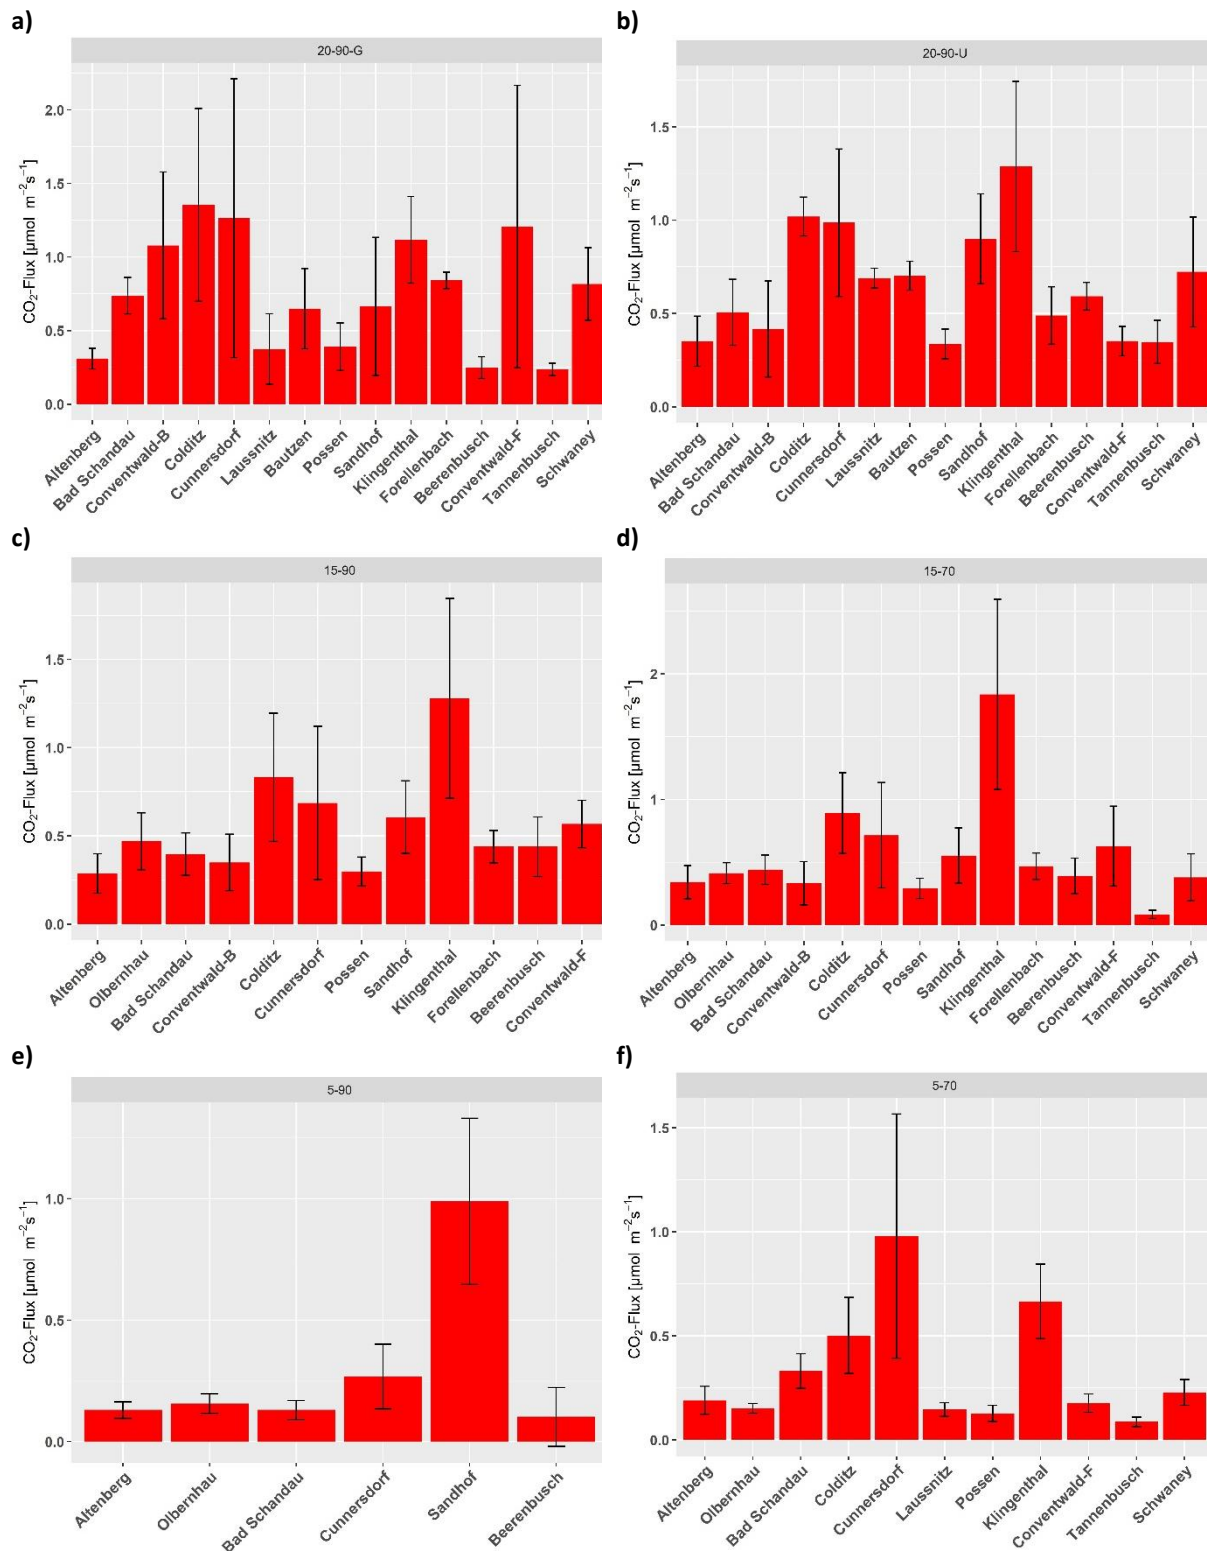 a)
20-90-G
CO₂-Flux [µmol m⁻²s⁻¹]
2.0
1.5
1.0
0.5
0.0
Altenberg
Bad Schandau
Conventwald-B
Colditz
Cunnersdorf
Laussnitz
Bautzen
Possen
Sandhof
Klingenthal
Forellenbach
Beerenbusch
Conventwald-F
Tannenbusch
Schwaney
b)
20-90-U
CO₂-Flux [µmol m⁻²s⁻¹]
1.5
1.0
0.5
0.0
Altenberg
Bad Schandau
Conventwald-B
Colditz
Cunnersdorf
Laussnitz
Bautzen
Possen
Sandhof
Klingenthal
Forellenbach
Beerenbusch
Conventwald-F
Tannenbusch
Schwaney
c)
15-90
CO₂-Flux [µmol m⁻²s⁻¹]
1.5
1.0
0.5
0.0
Altenberg
Olbernhau
Bad Schandau
Conventwald-B
Colditz
Cunnersdorf
Possen
Sandhof
Klingenthal
Forellenbach
Beerenbusch
Conventwald-F
d)
15-70
CO₂-Flux [µmol m⁻²s⁻¹]
2
1
0
Altenberg
Olbernhau
Bad Schandau
Conventwald-B
Colditz
Cunnersdorf
Possen
Sandhof
Klingenthal
Forellenbach
Beerenbusch
Conventwald-F
Tannenbusch
Schwaney
e)
5-90
CO₂-Flux [µmol m⁻²s⁻¹]
1.0
0.5
0.0
Altenberg
Olbernhau
Bad Schandau
Cunnersdorf
Sandhof
Beerenbusch
f)
5-70
CO₂-Flux [µmol m⁻²s⁻¹]
1.5
1.0
0.5
0.0
Altenberg
Olbernhau
Bad Schandau
Colditz
Cunnersdorf
Laussnitz
Possen
Klingenthal
Conventwald-F
Tannenbusch
Schwaney